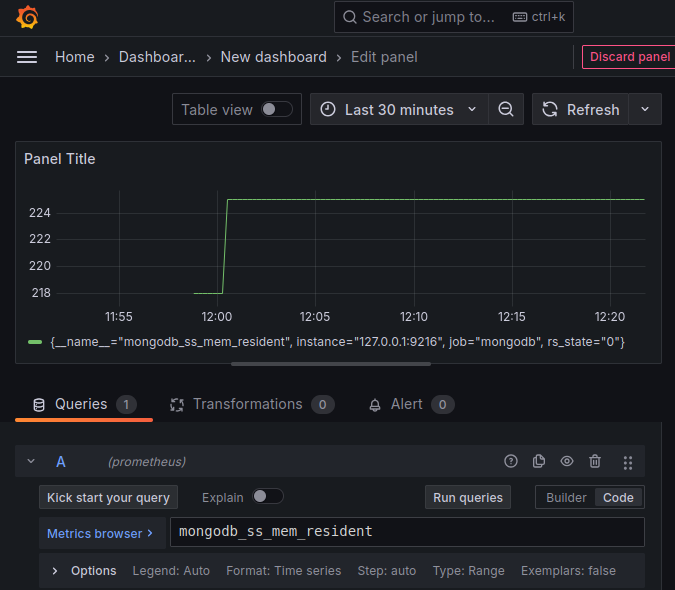 Search or jump to... ctrl+k
Home › Dashboar... › New dashboard › Edit panel Discard panel
Table view Last 30 minutes Refresh
Panel Title
224
222
220
218
11:55 12:00 12:05 12:10 12:15 12:20
{__name__="mongodb_ss_mem_resident", instance="127.0.0.1:9216", job="mongodb", rs_state="0"}
Queries 1 Transformations 0 Alert 0
A (prometheus)
Kick start your query Explain Run queries Builder Code
Metrics browser > mongodb_ss_mem_resident
> Options Legend: Auto Format: Time series Step: auto Type: Range Exemplars: false